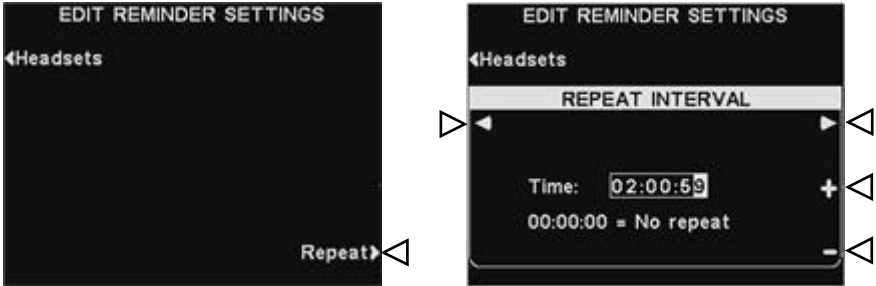 EDIT REMINDER SETTINGS
Headsets
Repeat
EDIT REMINDER SETTINGS
Headsets
REPEAT INTERVAL
Time: 02:00:59
+
00:00:00 = No repeat
-